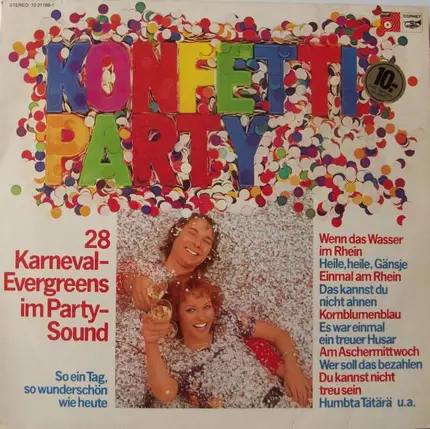 STEREO
KONFETTI
PARTY
10.-
28
Karneval-
Evergreens
im Party-
Sound
So ein Tag,
so wunderschön
wie heute
Wenn das Wasser
im Rhein
Heile, heile, Gänsje
Einmal am Rhein
Das kannst du
nicht ahnen
Kornblumenblau
Es war einmal
ein treuer Husar
Am Aschermittwoch
Wer soll das bezahlen
Du kannst nicht
treu sein
Humbta Tätärä u.a.